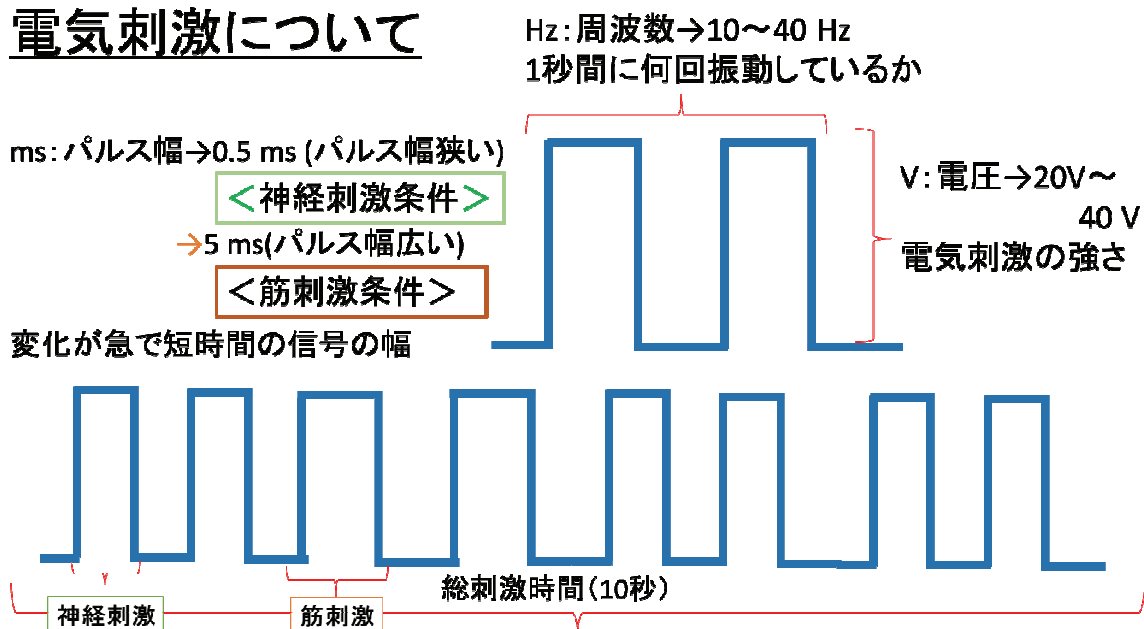 電気刺激について
Hz：周波数→10～40 Hz
1秒間に何回振動しているか
ms：パルス幅→0.5 ms (パルス幅狭い)
＜神経刺激条件＞
→5 ms(パルス幅広い)
＜筋刺激条件＞
変化が急で短時間の信号の幅
V：電圧→20V～
40 V
電気刺激の強さ
総刺激時間（10秒）
神経刺激
筋刺激